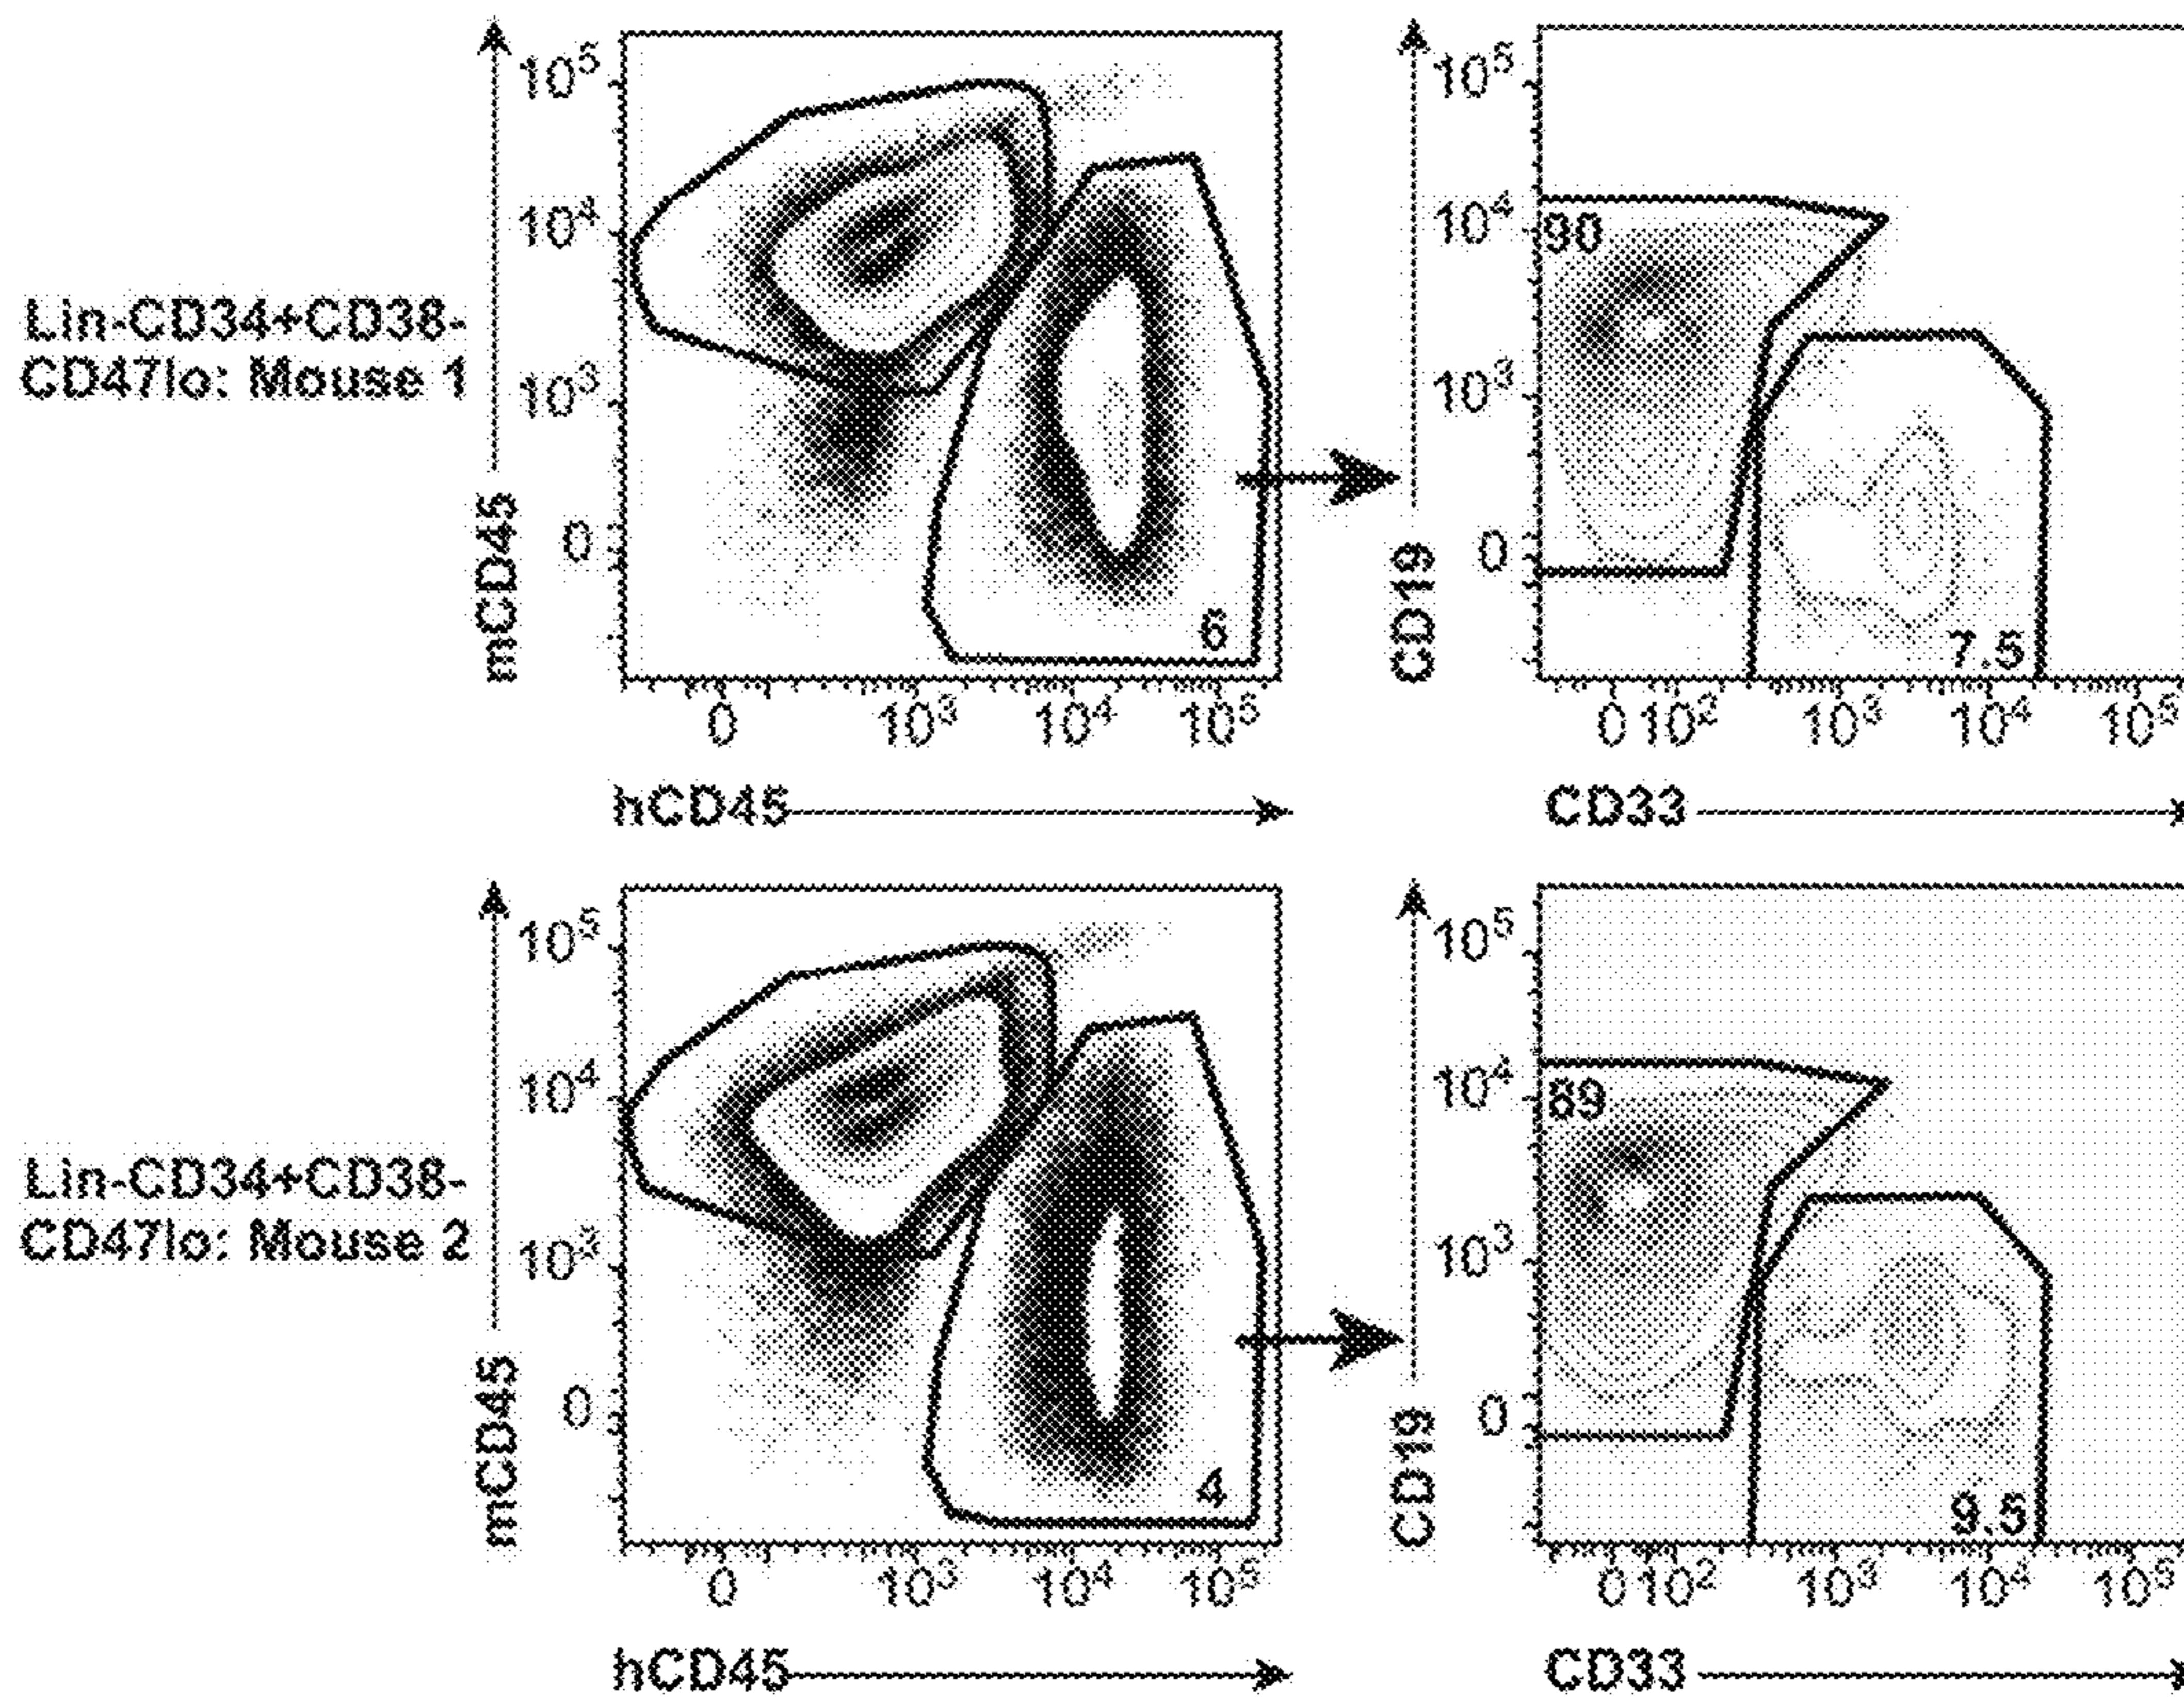 Lin-CD34+CD38-
CD47lo: Mouse 1
mCD45
10⁵
10⁴
10³
0
6
0 10³ 10⁴ 10⁵
hCD45
CD19
10⁵
10⁴
10³
0
90
7.5
0 10² 10³ 10⁴ 10⁵
CD33
Lin-CD34+CD38-
CD47lo: Mouse 2
mCD45
10⁵
10⁴
10³
0
4
0 10³ 10⁴ 10⁵
hCD45
CD19
10⁵
10⁴
10³
0
89
9.5
0 10² 10³ 10⁴ 10⁵
CD33